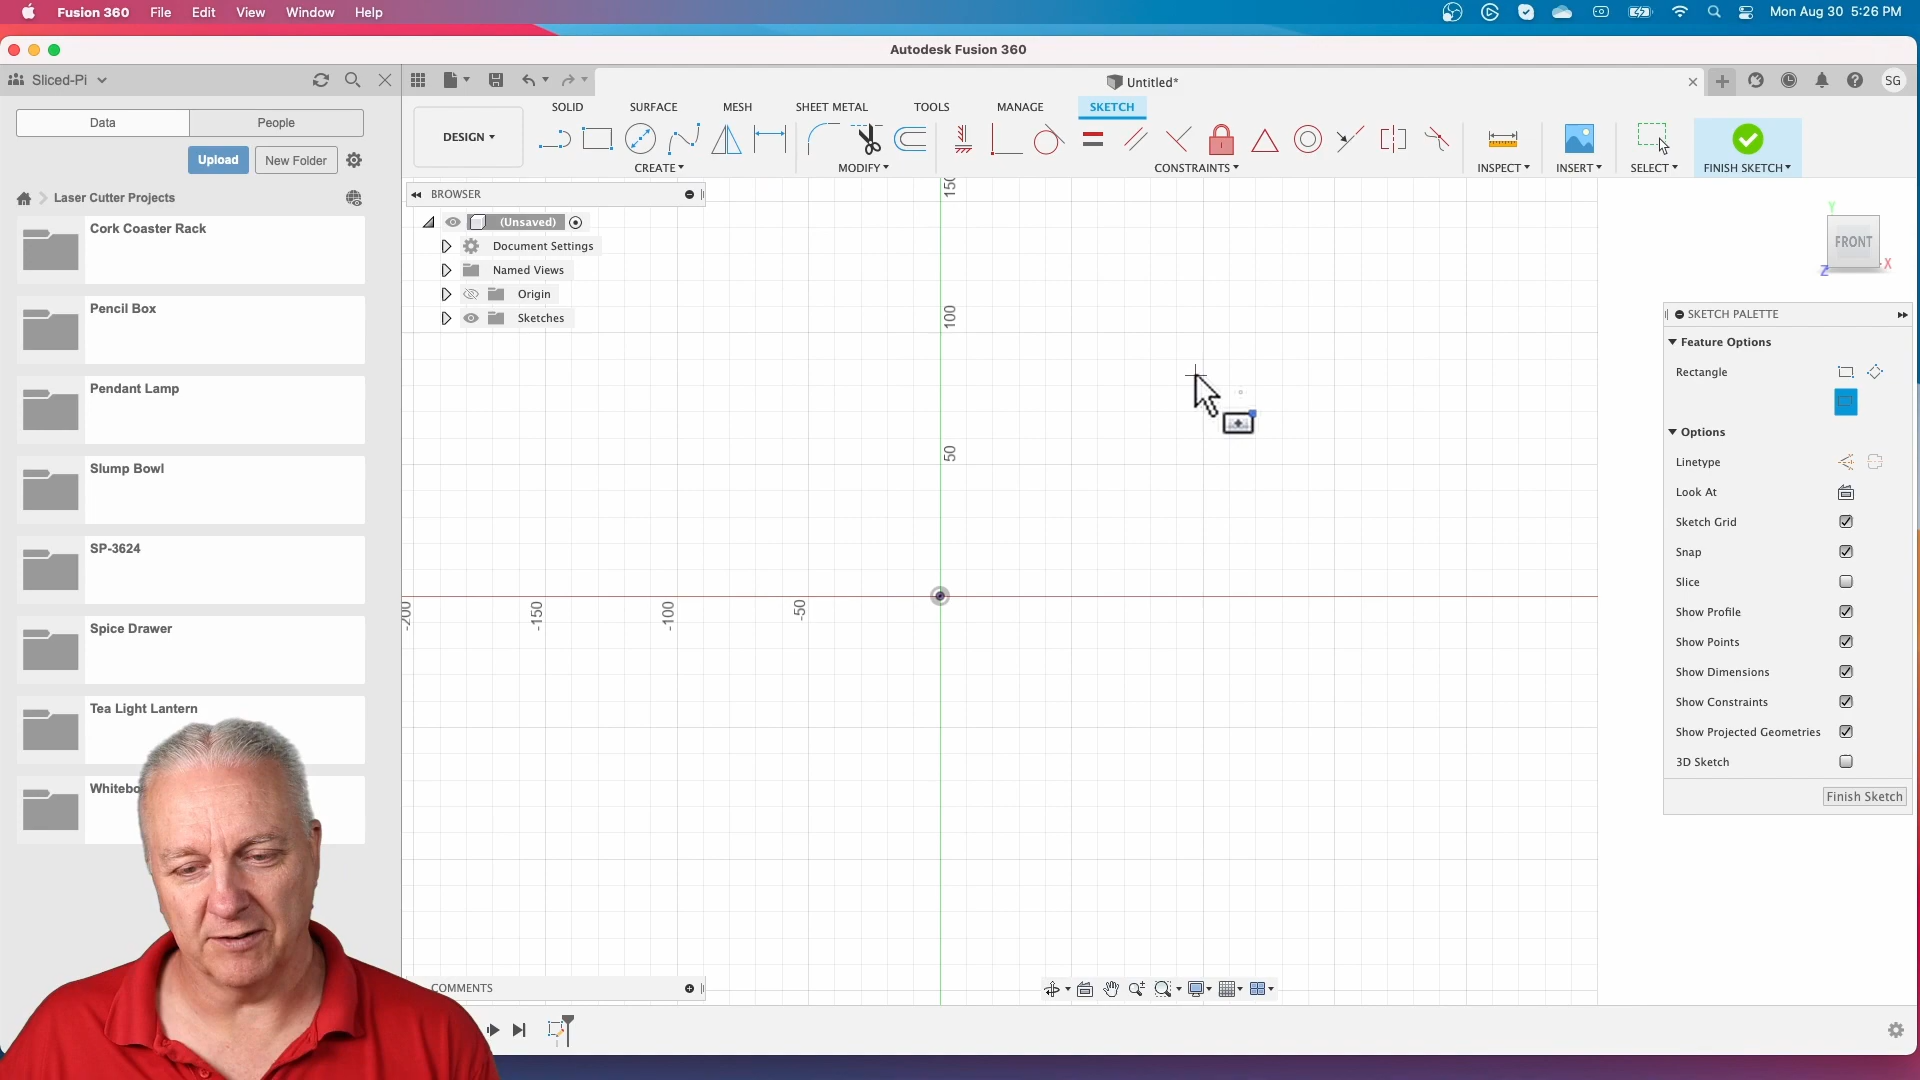 Fusion 360 File Edit View Window Help
Mon Aug 30 5:26 PM
Autodesk Fusion 360
Sliced-Pi
Untitled*
SG
Data People
Upload New Folder
Laser Cutter Projects
Cork Coaster Rack
Pencil Box
Pendant Lamp
Slump Bowl
SP-3624
Spice Drawer
Tea Light Lantern
DESIGN
SOLID SURFACE MESH SHEET METAL TOOLS MANAGE SKETCH
CREATE MODIFY CONSTRAINTS INSPECT INSERT SELECT FINISH SKETCH
BROWSER
(Unsaved)
Document Settings
Named Views
Origin
Sketches
100
50
-200
-150
-100
-50
FRONT
Y
Z
X
SKETCH PALETTE
Feature Options
Rectangle
Options
Linetype
Look At
Sketch Grid
Snap
Slice
Show Profile
Show Points
Show Dimensions
Show Constraints
Show Projected Geometries
3D Sketch
Finish Sketch
COMMENTS